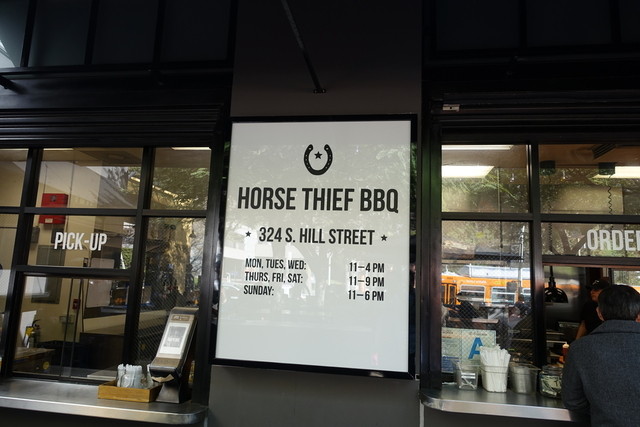 HORSE THIEF BBQ
324 S. HILL STREET
MON, TUES, WED: 11–4 PM
THURS, FRI, SAT: 11–9 PM
SUNDAY: 11–6 PM
PICK-UP
ORDER
A